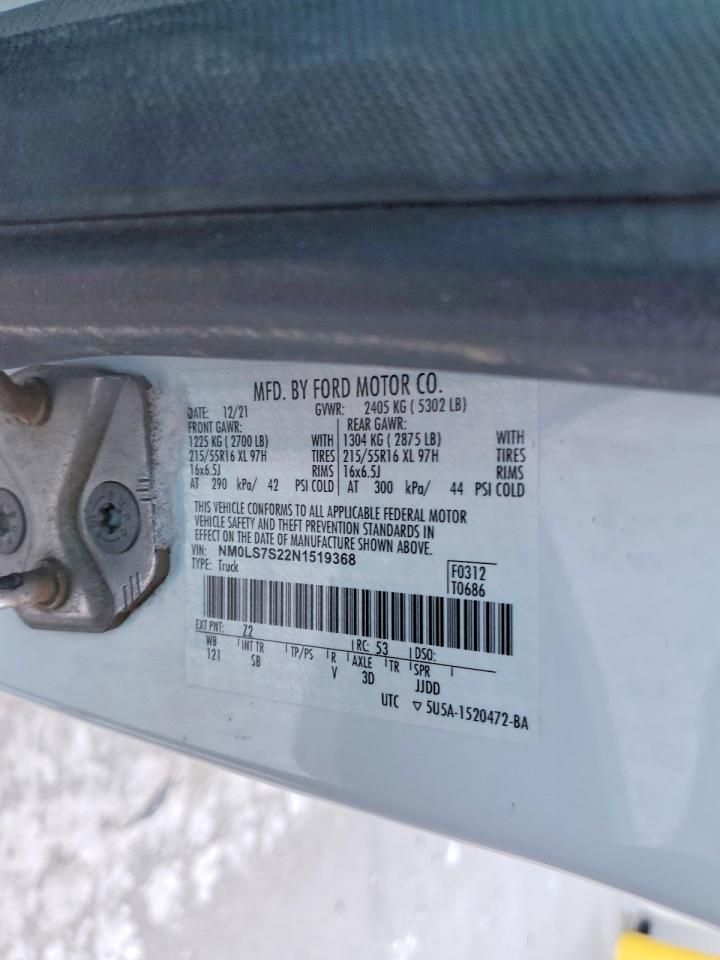 MFD. BY FORD MOTOR CO.
DATE: 12/21 GVWR: 2405 KG ( 5302 LB)
FRONT GAWR: REAR GAWR:
1225 KG ( 2700 LB) WITH 1304 KG ( 2875 LB) WITH
215/55R16 XL 97H TIRES 215/55R16 XL 97H TIRES
16x6.5J RIMS 16x6.5J RIMS
AT 290 kPa/ 42 PSI COLD AT 300 kPa/ 44 PSI COLD
THIS VEHICLE CONFORMS TO ALL APPLICABLE FEDERAL MOTOR
VEHICLE SAFETY AND THEFT PREVENTION STANDARDS IN
EFFECT ON THE DATE OF MANUFACTURE SHOWN ABOVE.
VIN: NM0LS7S22N1519368 F0312
TYPE: Truck T0686
EXT PNT: Z2 RC: 53 DSO:
WB INT TR TP/PS R AXLE TR SPR
121 SB V 3D JJDD
UTC ▽ 5U5A-1520472-BA